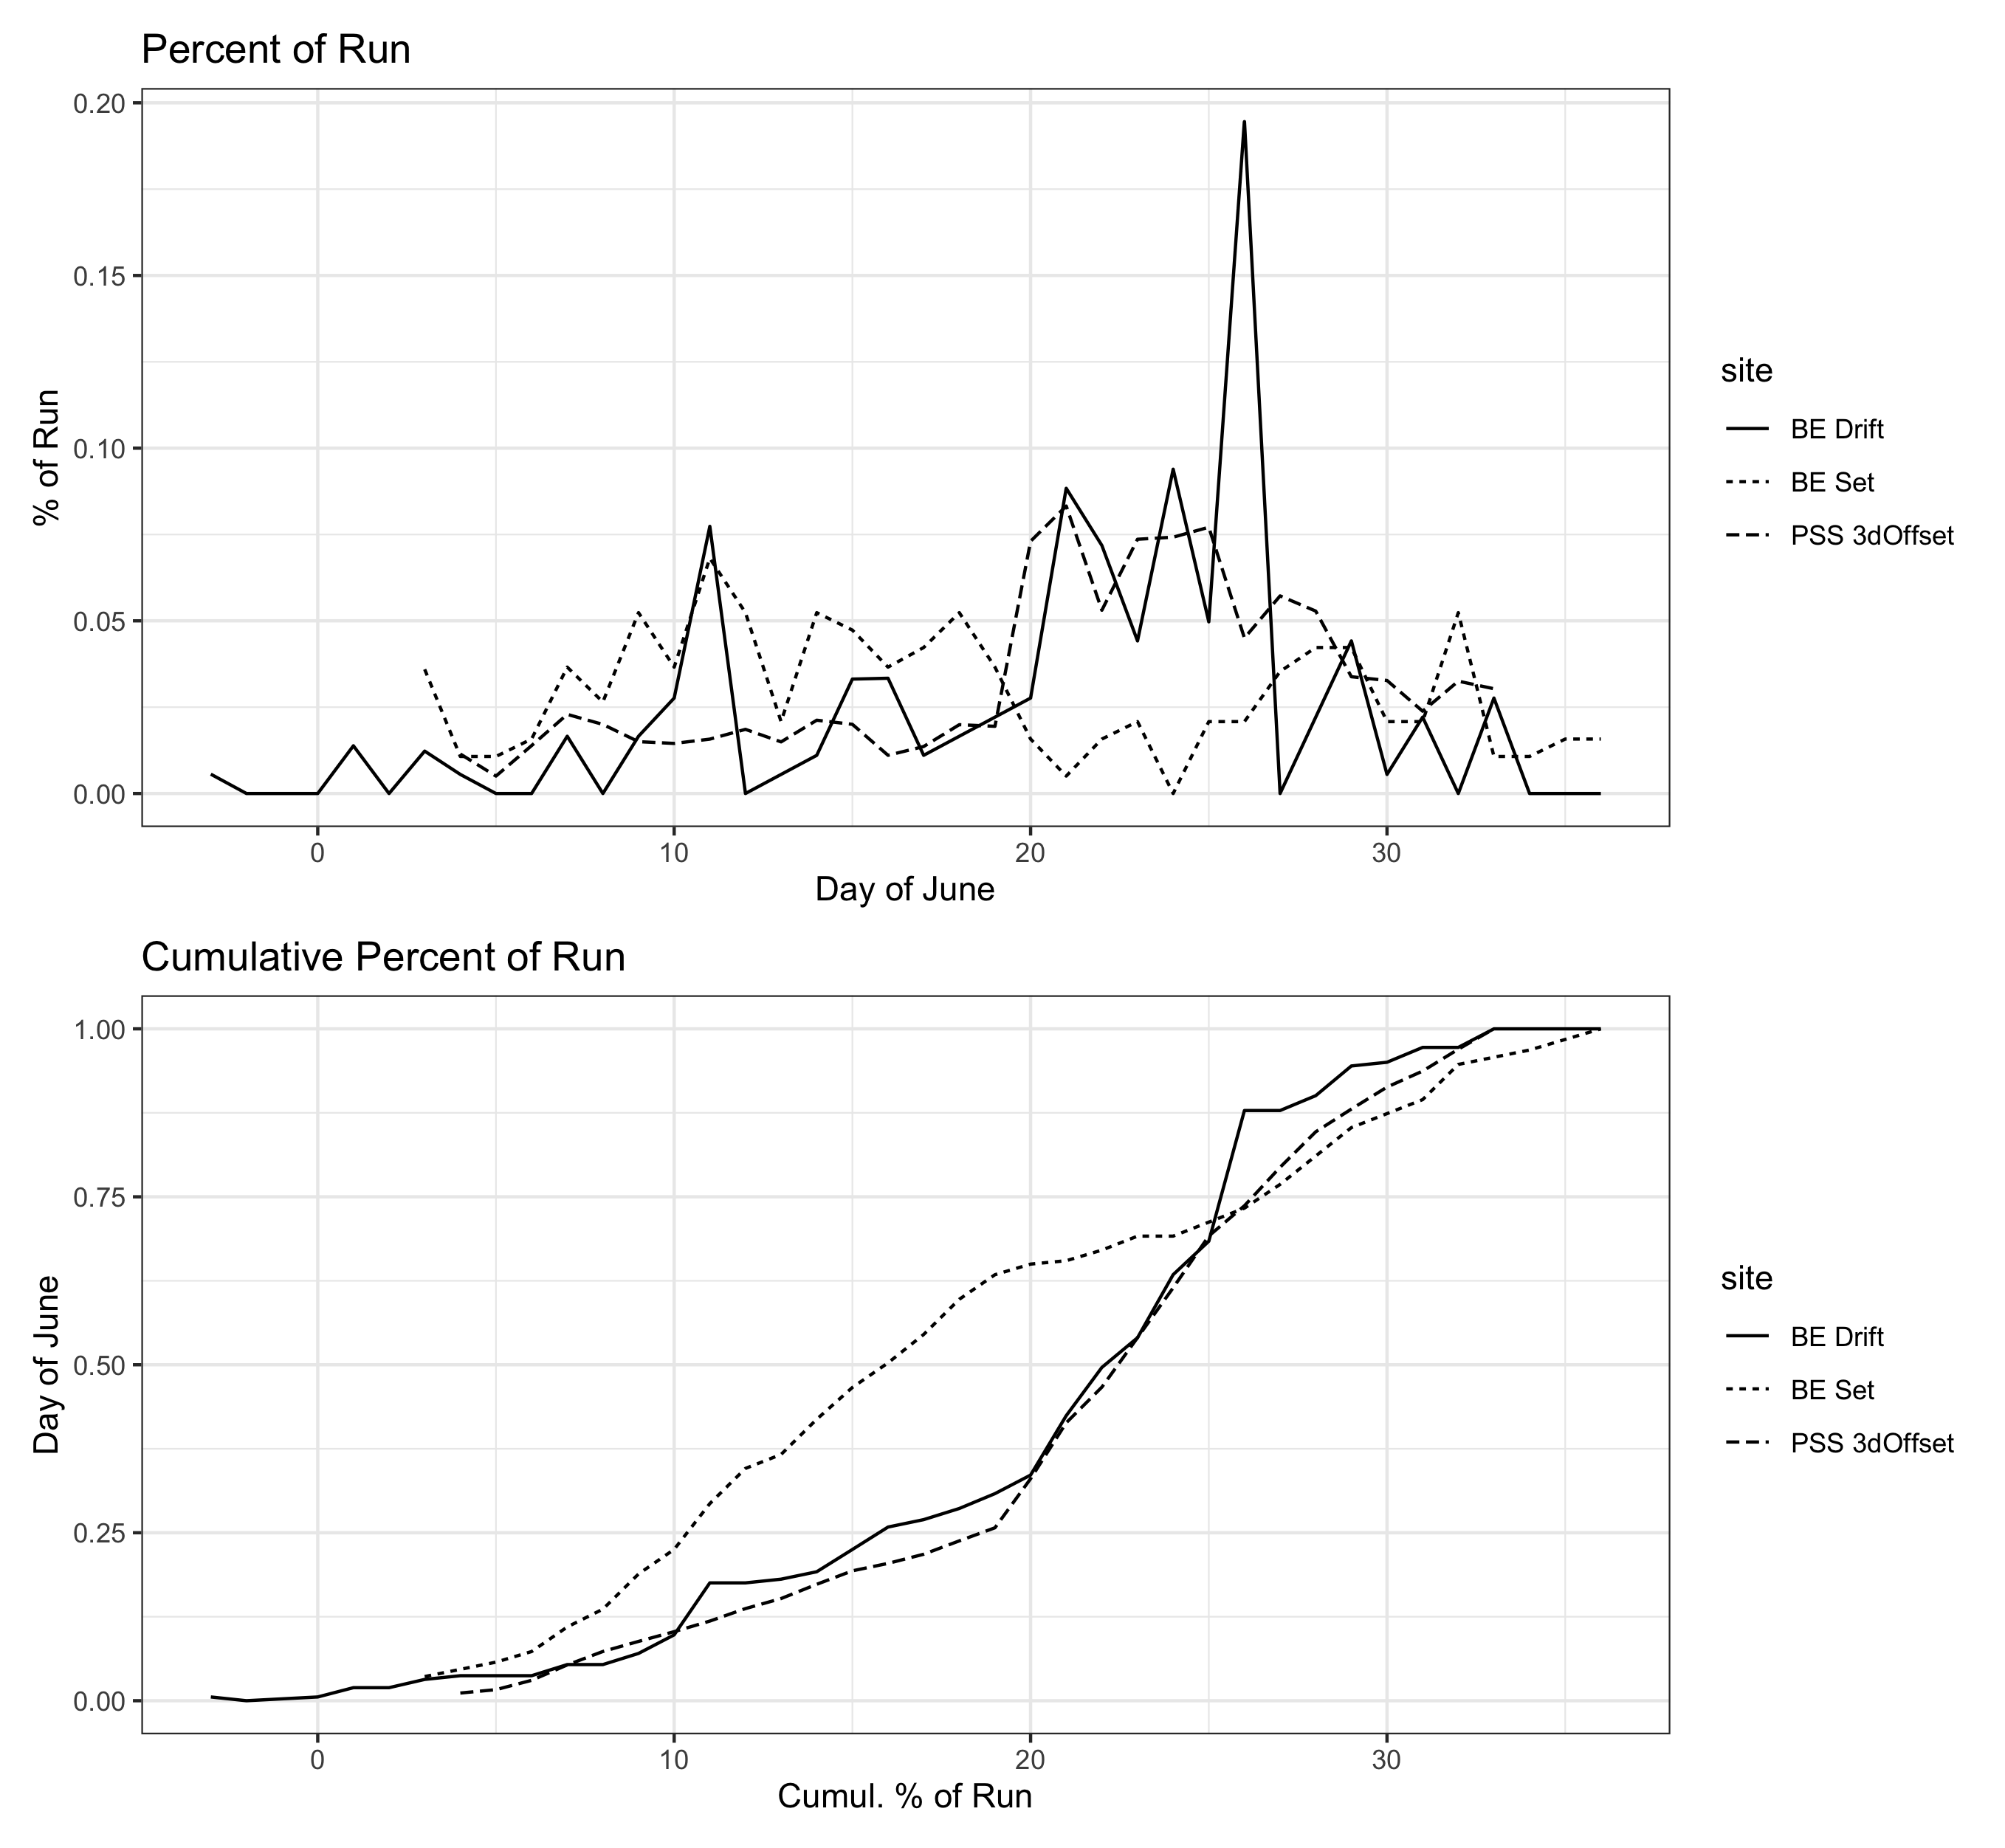 Percent of Run
0.20
0.15
0.10
0.05
0.00
% of Run
0 10 20 30
Day of June
site
BE Drift
BE Set
PSS 3dOffset
Cumulative Percent of Run
1.00
0.75
0.50
0.25
0.00
Day of June
0 10 20 30
Cumul. % of Run
site
BE Drift
BE Set
PSS 3dOffset